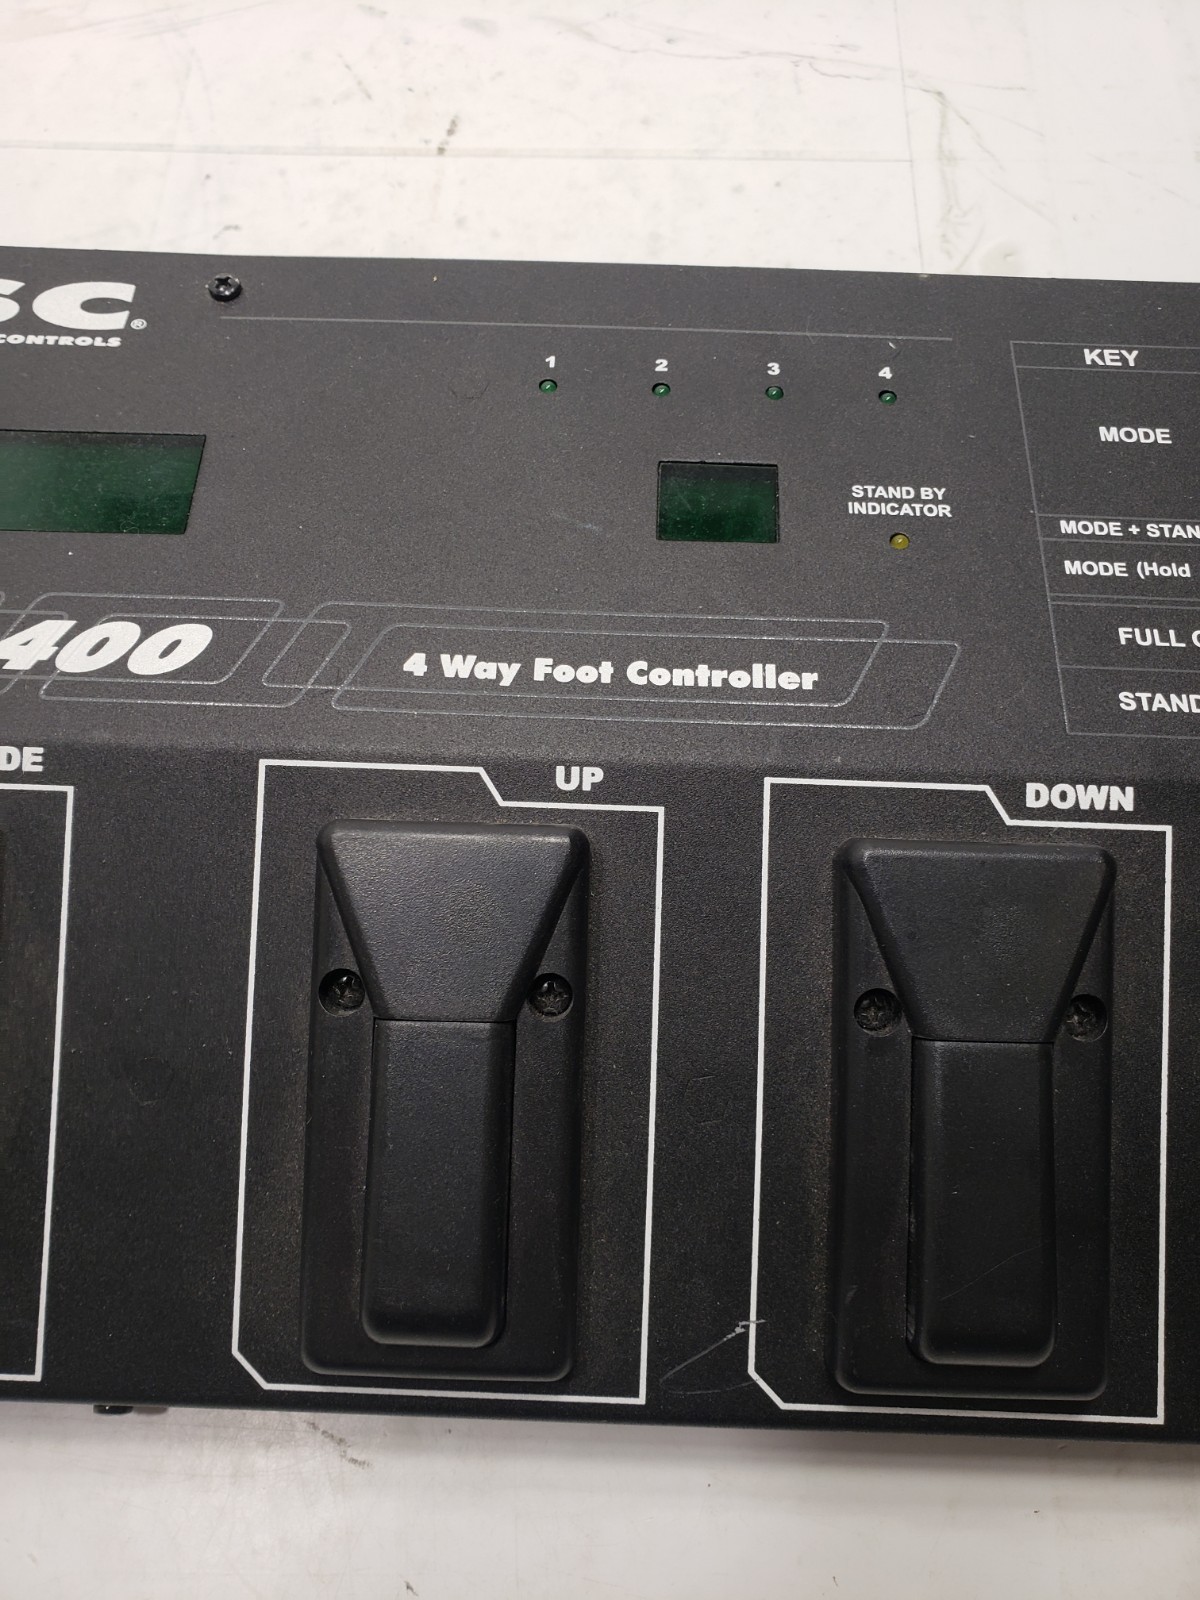 SC®
CONTROLS
1 2 3 4
KEY
MODE
STAND BY
INDICATOR
MODE + STAN
MODE (Hold
FULL
STAND
400
4 Way Foot Controller
DE
UP
DOWN